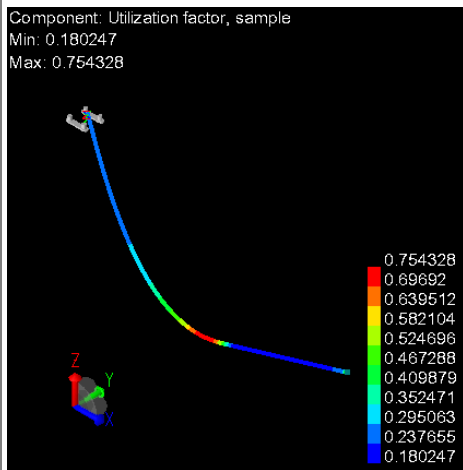 Component: Utilization factor, sample
Min: 0.180247
Max: 0.754328
0.754328
0.69692
0.639512
0.582104
0.524696
0.467288
0.409879
0.352471
0.295063
0.237655
0.180247
Z
Y
X